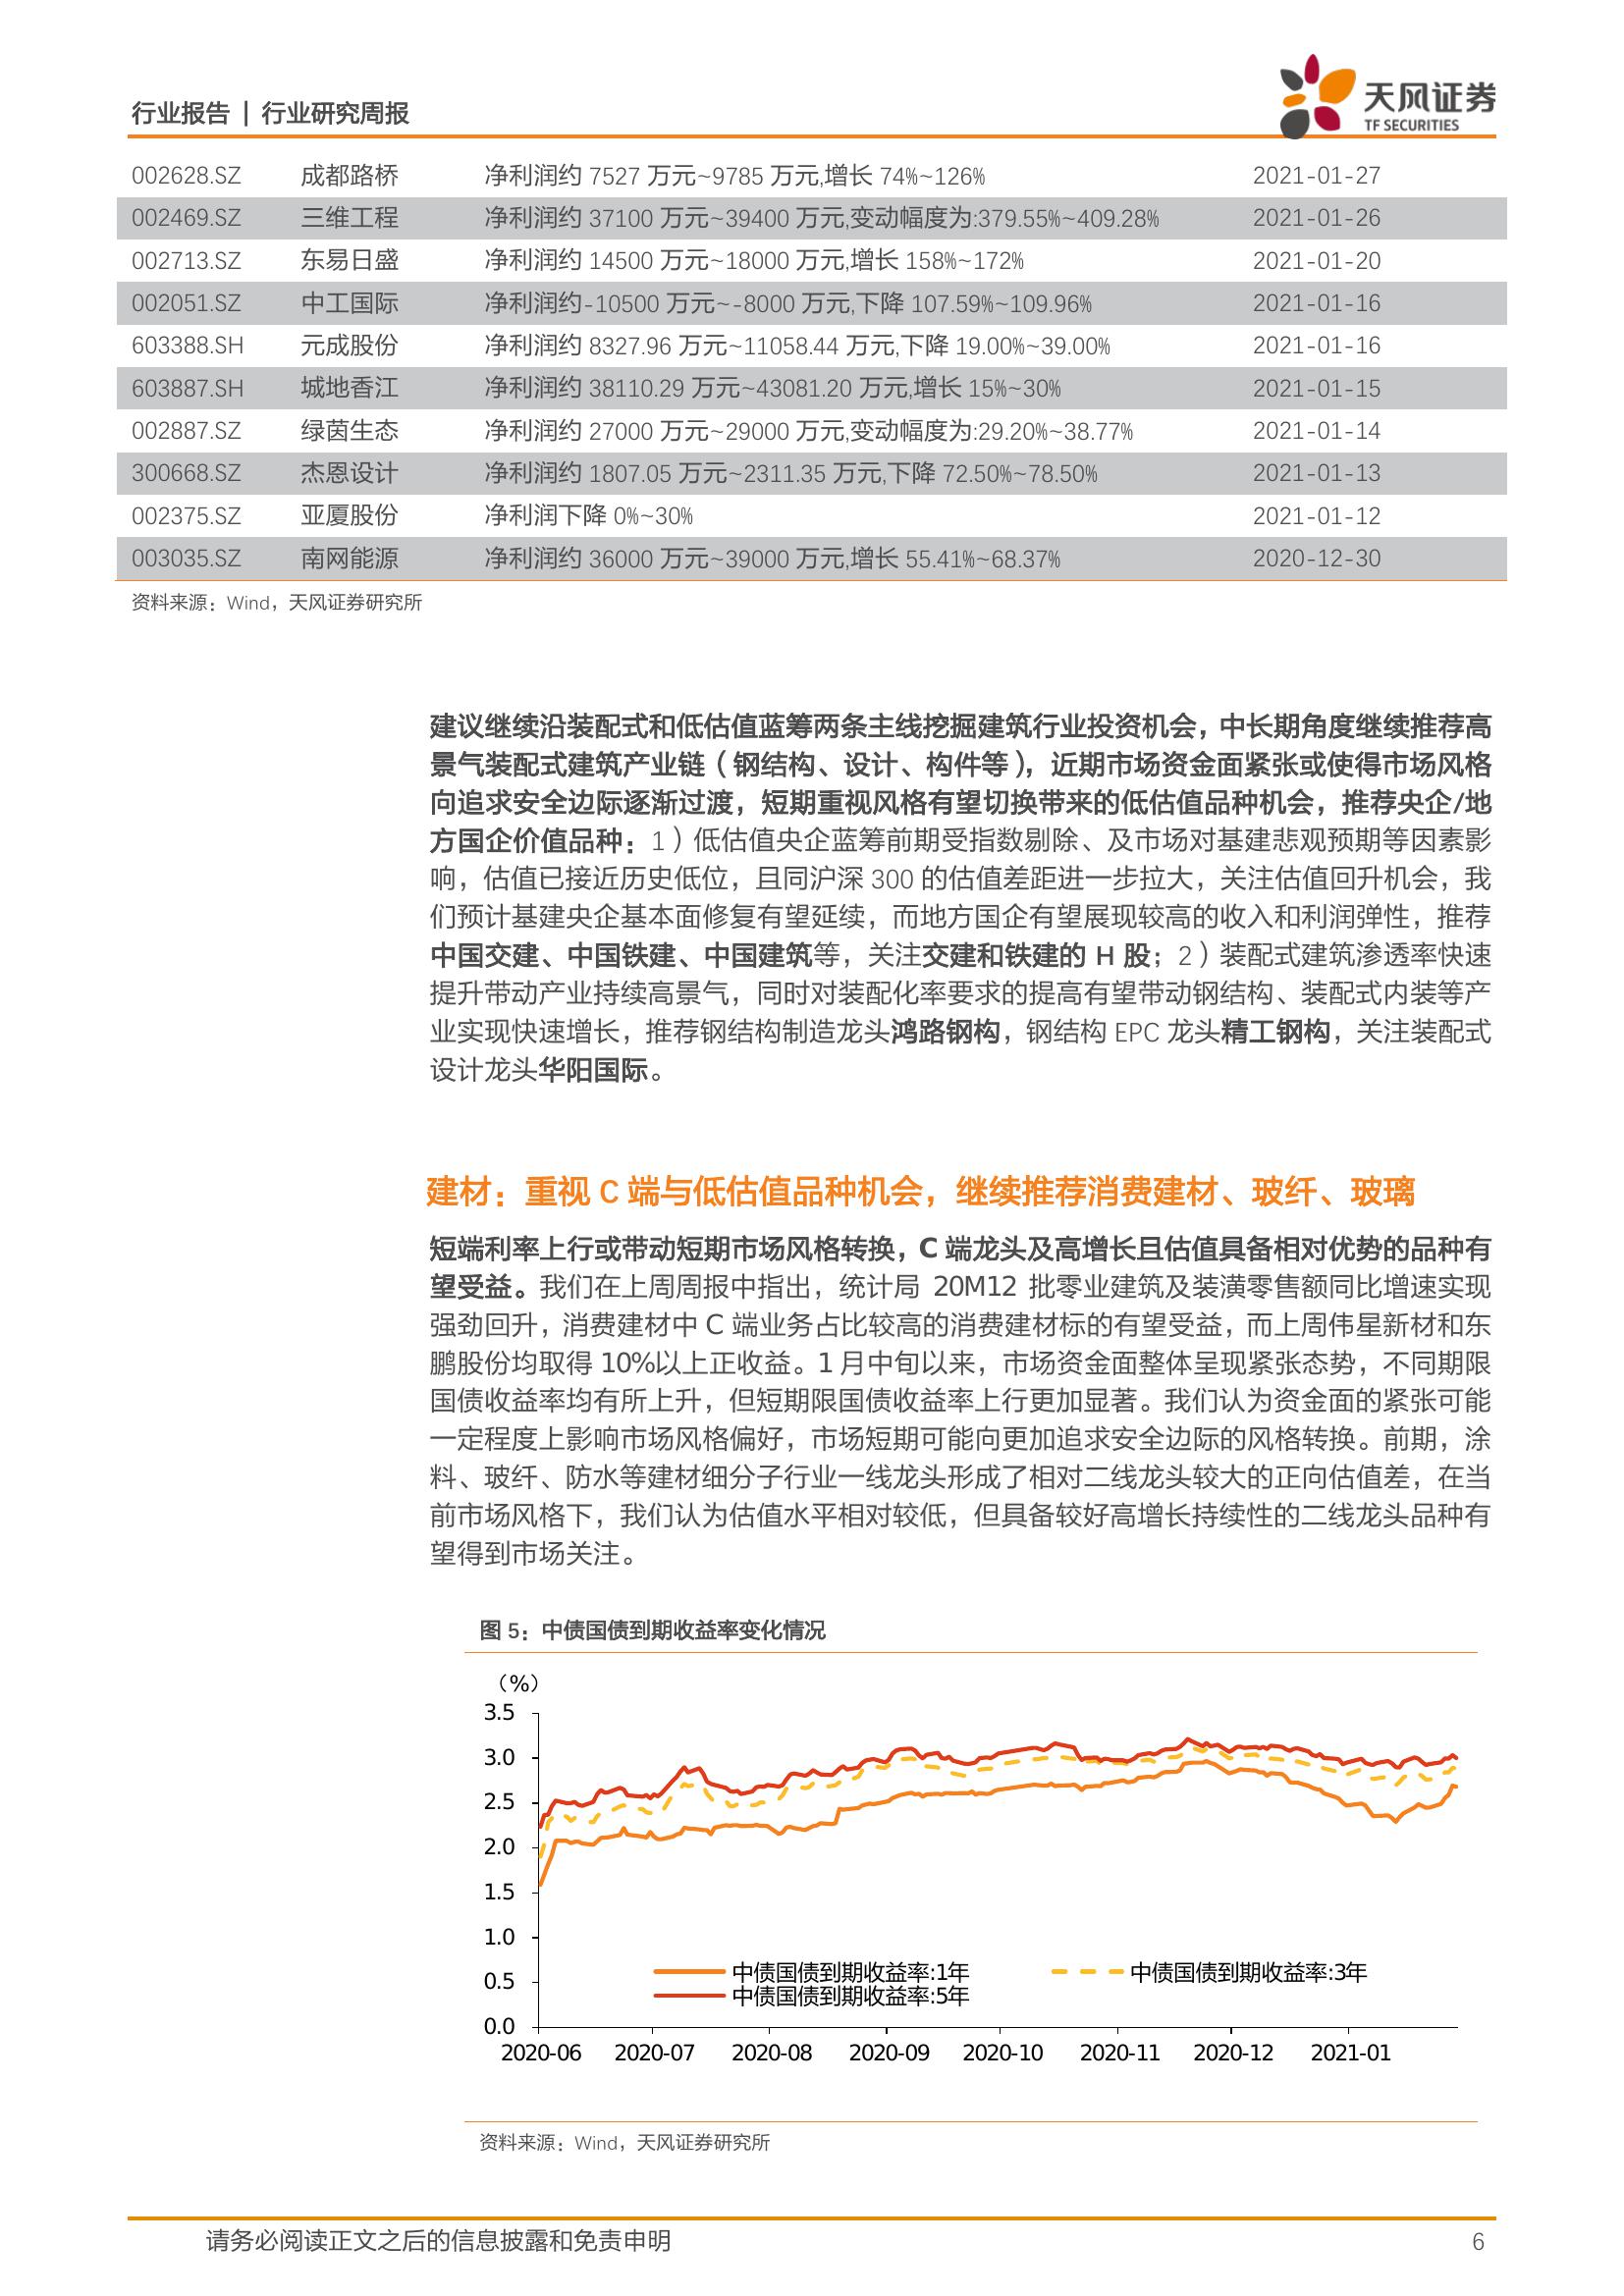 行业报告 | 行业研究周报
天风证券
TF SECURITIES
002628.SZ 成都路桥 净利润约 7527 万元~9785 万元,增长 74%~126% 2021-01-27
002469.SZ 三维工程 净利润约 37100 万元~39400 万元,变动幅度为:379.55%~409.28% 2021-01-26
002713.SZ 东易日盛 净利润约 14500 万元~18000 万元,增长 158%~172% 2021-01-20
002051.SZ 中工国际 净利润约-10500 万元~-8000 万元,下降 107.59%~109.96% 2021-01-16
603388.SH 元成股份 净利润约 8327.96 万元~11058.44 万元,下降 19.00%~39.00% 2021-01-16
603887.SH 城地香江 净利润约 38110.29 万元~43081.20 万元,增长 15%~30% 2021-01-15
002887.SZ 绿茵生态 净利润约 27000 万元~29000 万元,变动幅度为:29.20%~38.77% 2021-01-14
300668.SZ 杰恩设计 净利润约 1807.05 万元~2311.35 万元,下降 72.50%~78.50% 2021-01-13
002375.SZ 亚厦股份 净利润下降 0%~30% 2021-01-12
003035.SZ 南网能源 净利润约 36000 万元~39000 万元,增长 55.41%~68.37% 2020-12-30
资料来源：Wind，天风证券研究所
建议继续沿装配式和低估值蓝筹两条主线挖掘建筑行业投资机会，中长期角度继续推荐高
景气装配式建筑产业链（钢结构、设计、构件等），近期市场资金面紧张或使得市场风格
向追求安全边际逐渐过渡，短期重视风格有望切换带来的低估值品种机会，推荐央企/地
方国企价值品种：1）低估值央企蓝筹前期受指数剔除、及市场对基建悲观预期等因素影
响，估值已接近历史低位，且同沪深 300 的估值差距进一步拉大，关注估值回升机会，我
们预计基建央企基本面修复有望延续，而地方国企有望展现较高的收入和利润弹性，推荐
中国交建、中国铁建、中国建筑等，关注交建和铁建的 H 股；2）装配式建筑渗透率快速
提升带动产业持续高景气，同时对装配化率要求的提高有望带动钢结构、装配式内装等产
业实现快速增长，推荐钢结构制造龙头鸿路钢构，钢结构 EPC 龙头精工钢构，关注装配式
设计龙头华阳国际。
建材：重视 C 端与低估值品种机会，继续推荐消费建材、玻纤、玻璃
短端利率上行或带动短期市场风格转换，C 端龙头及高增长且估值具备相对优势的品种有
望受益。我们在上周周报中指出，统计局 20M12 批零业建筑及装潢零售额同比增速实现
强劲回升，消费建材中 C 端业务占比较高的消费建材标的有望受益，而上周伟星新材和东
鹏股份均取得 10%以上正收益。1 月中旬以来，市场资金面整体呈现紧张态势，不同期限
国债收益率均有所上升，但短期限国债收益率上行更加显著。我们认为资金面的紧张可能
一定程度上影响市场风格偏好，市场短期可能向更加追求安全边际的风格转换。前期，涂
料、玻纤、防水等建材细分子行业一线龙头形成了相对二线龙头较大的正向估值差，在当
前市场风格下，我们认为估值水平相对较低，但具备较好高增长持续性的二线龙头品种有
望得到市场关注。
图 5：中债国债到期收益率变化情况
（%）
3.5
3.0
2.5
2.0
1.5
1.0
0.5
0.0
中债国债到期收益率:1年 中债国债到期收益率:3年
中债国债到期收益率:5年
2020-06 2020-07 2020-08 2020-09 2020-10 2020-11 2020-12 2021-01
资料来源：Wind，天风证券研究所
请务必阅读正文之后的信息披露和免责申明 6